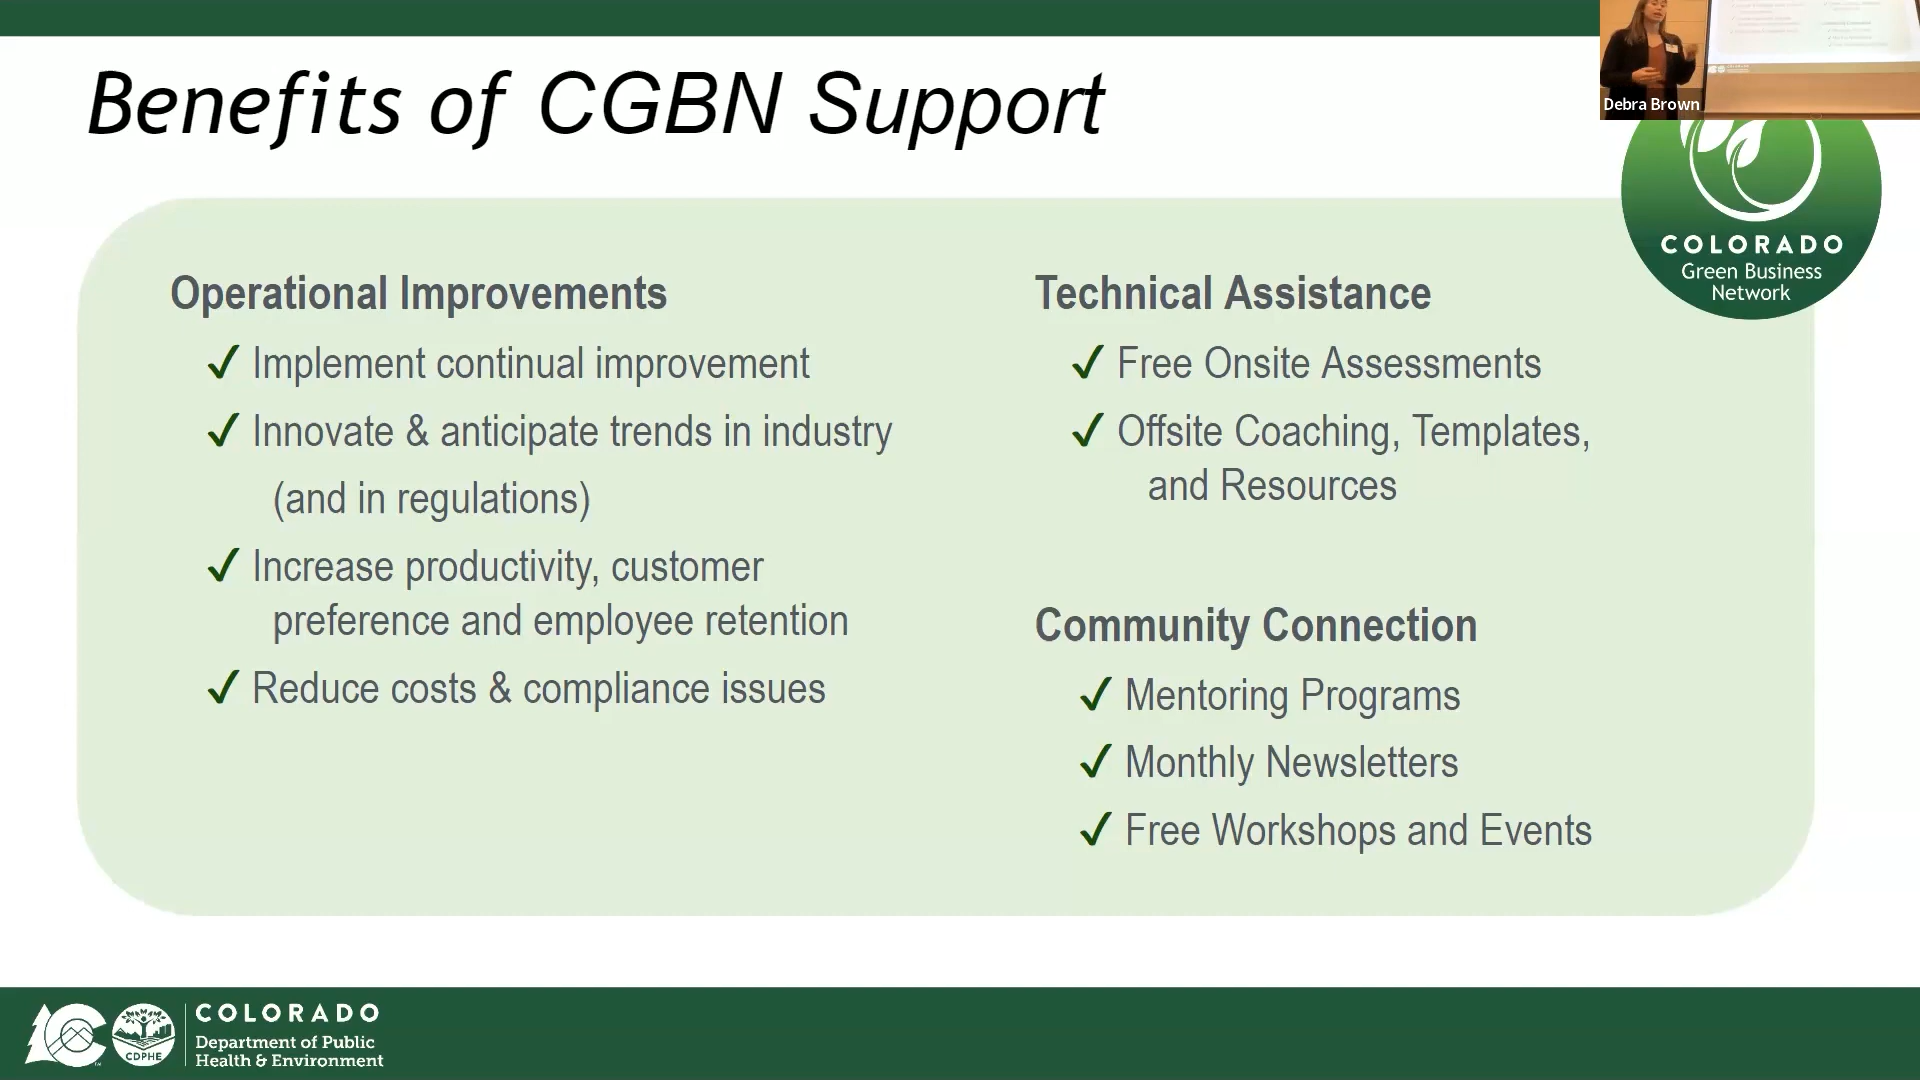 Benefits of CGBN Support
Debra Brown
COLORADO
Green Business
Network
Operational Improvements
✓ Implement continual improvement
✓ Innovate & anticipate trends in industry
(and in regulations)
✓ Increase productivity, customer
preference and employee retention
✓ Reduce costs & compliance issues
Technical Assistance
✓ Free Onsite Assessments
✓ Offsite Coaching, Templates,
and Resources
Community Connection
✓ Mentoring Programs
✓ Monthly Newsletters
✓ Free Workshops and Events
CDPHE
COLORADO
Department of Public
Health & Environment